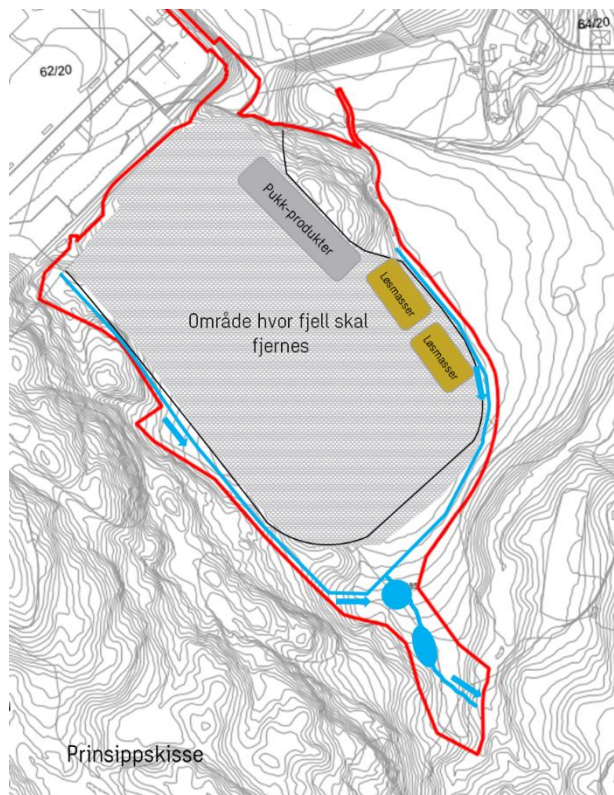 62/20
64/20
Pukk-produkter
Løsmasser
Løsmasser
Område hvor fjell skal
fjernes
Prinsippskisse